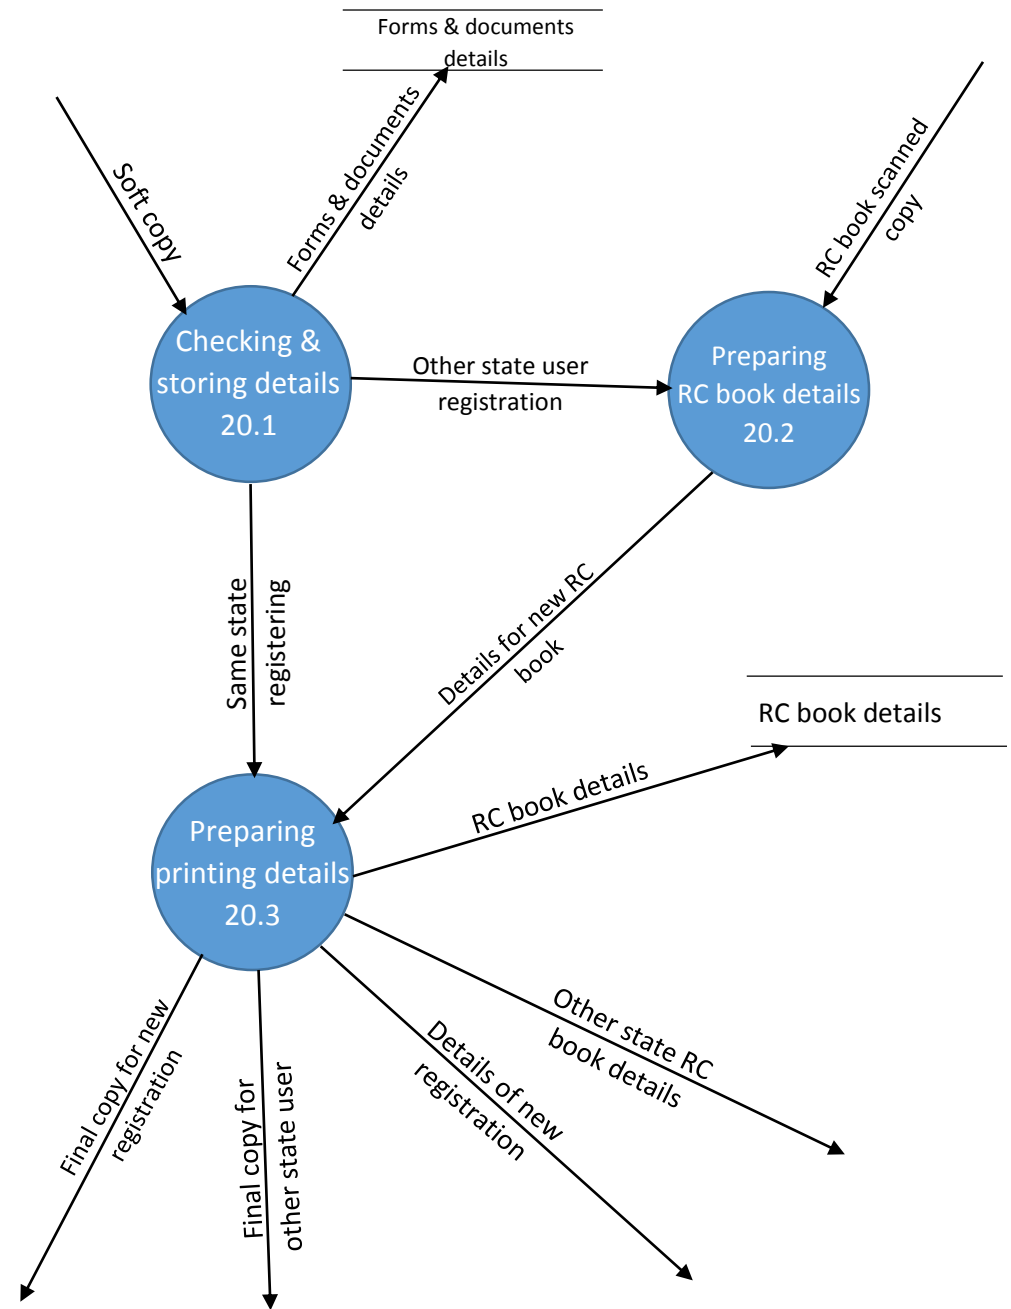 Forms & documents
details
Soft copy
Forms & documents
details
RC book scanned
copy
Checking &
storing details
20.1
Other state user
registration
Preparing
RC book details
20.2
Same state
registering
Details for new RC
book
RC book details
RC book details
Preparing
printing details
20.3
Final copy for new
registration
Final copy for
other state user
Details of new
registration
Other state RC
book details